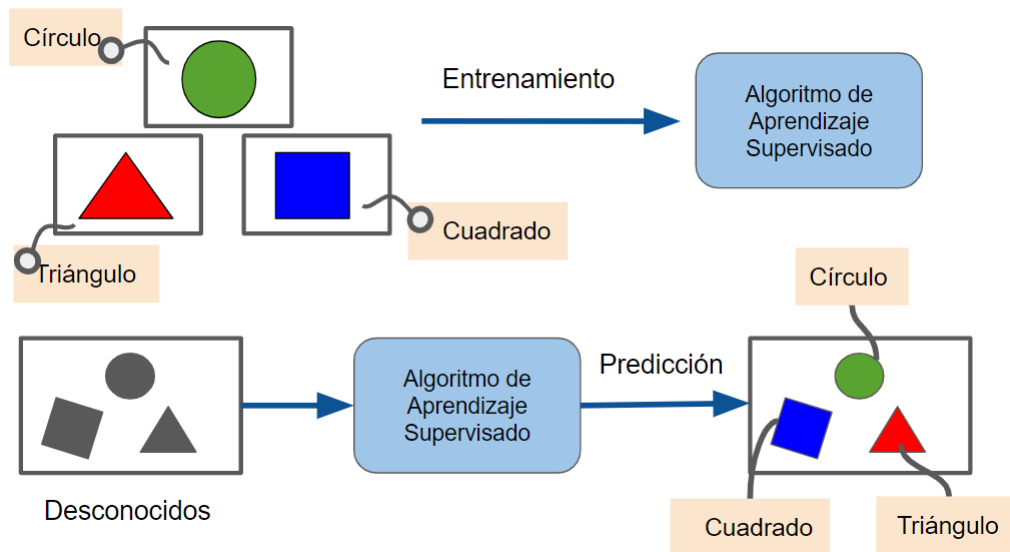 Círculo
Entrenamiento
Algoritmo de
Aprendizaje
Supervisado
Cuadrado
Triángulo
Círculo
Algoritmo de
Aprendizaje
Supervisado
Predicción
Desconocidos
Cuadrado
Triángulo